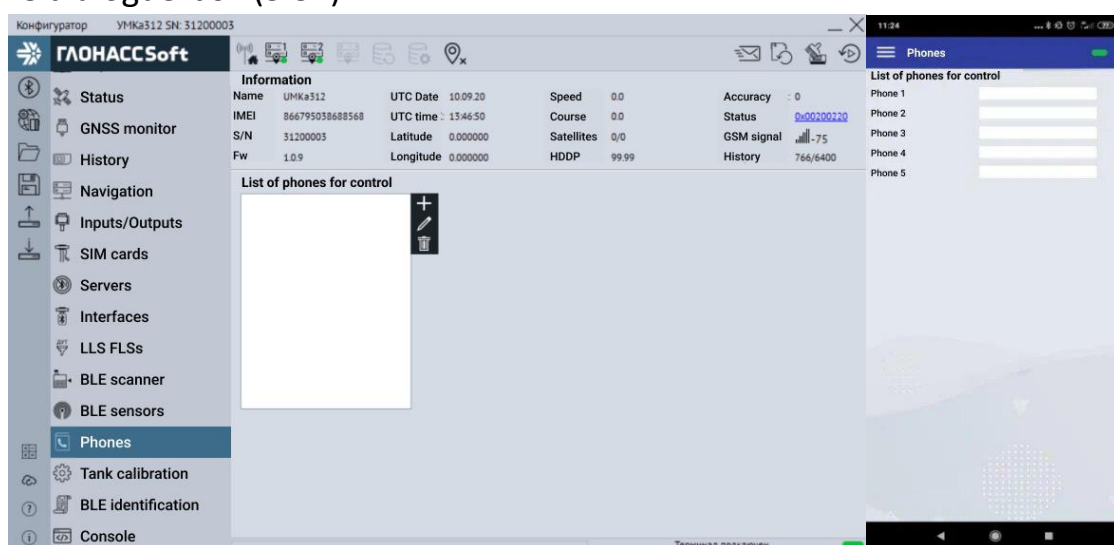 Конфигуратор УМКа312 SN: 31200003
ГЛОНАССSoft
Status
GNSS monitor
History
Navigation
Inputs/Outputs
SIM cards
Servers
Interfaces
LLS FLSs
BLE scanner
BLE sensors
Phones
Tank calibration
BLE identification
Console
Information
Name UMKa312 UTC Date 10.09.20 Speed 0.0 Accuracy : 0
IMEI 866795038688568 UTC time : 13:46:50 Course 0.0 Status 0x00200220
S/N 31200003 Latitude 0.000000 Satellites 0/0 GSM signal -75
Fw 1.0.9 Longitude 0.000000 HDDP 99.99 History 766/6400
List of phones for control
11:24
Phones
List of phones for control
Phone 1
Phone 2
Phone 3
Phone 4
Phone 5